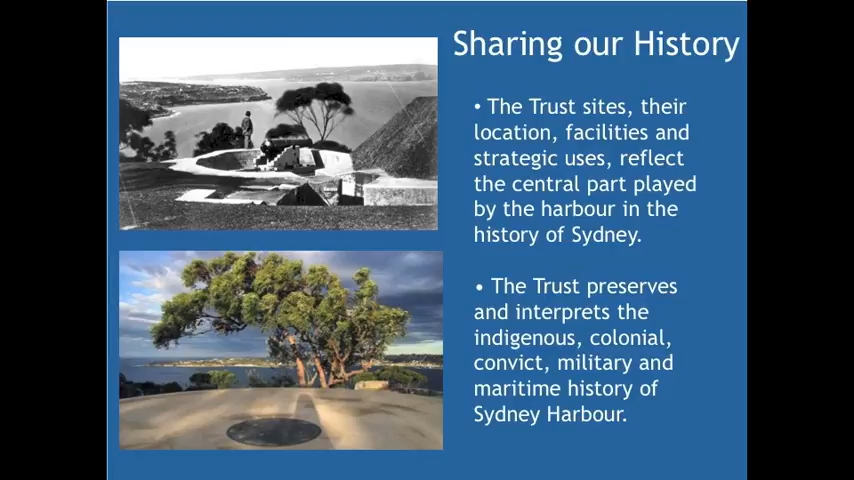 Sharing our History
• The Trust sites, their
location, facilities and
strategic uses, reflect
the central part played
by the harbour in the
history of Sydney.
• The Trust preserves
and interprets the
indigenous, colonial,
convict, military and
maritime history of
Sydney Harbour.